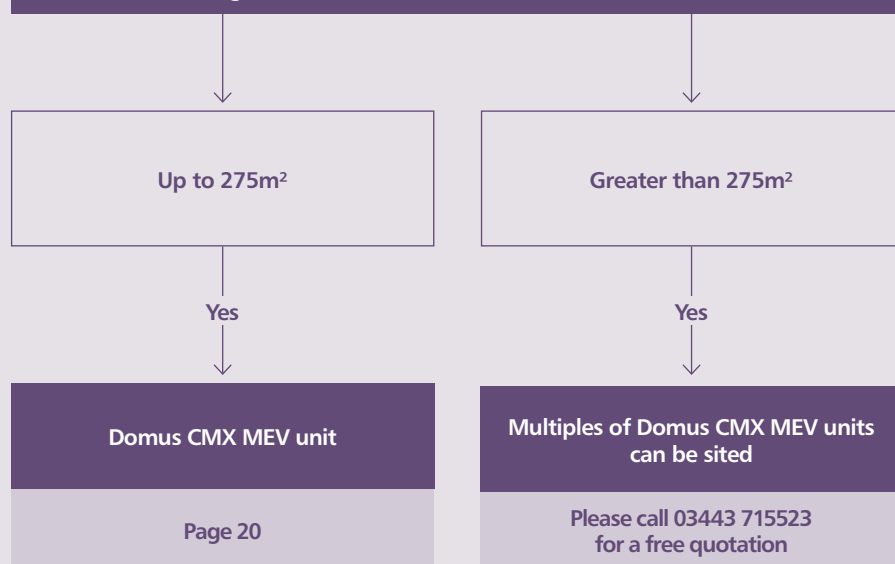 Up to 275m²
Greater than 275m²
Yes
Yes
Domus CMX MEV unit
Multiples of Domus CMX MEV units
can be sited
Page 20
Please call 03443 715523
for a free quotation